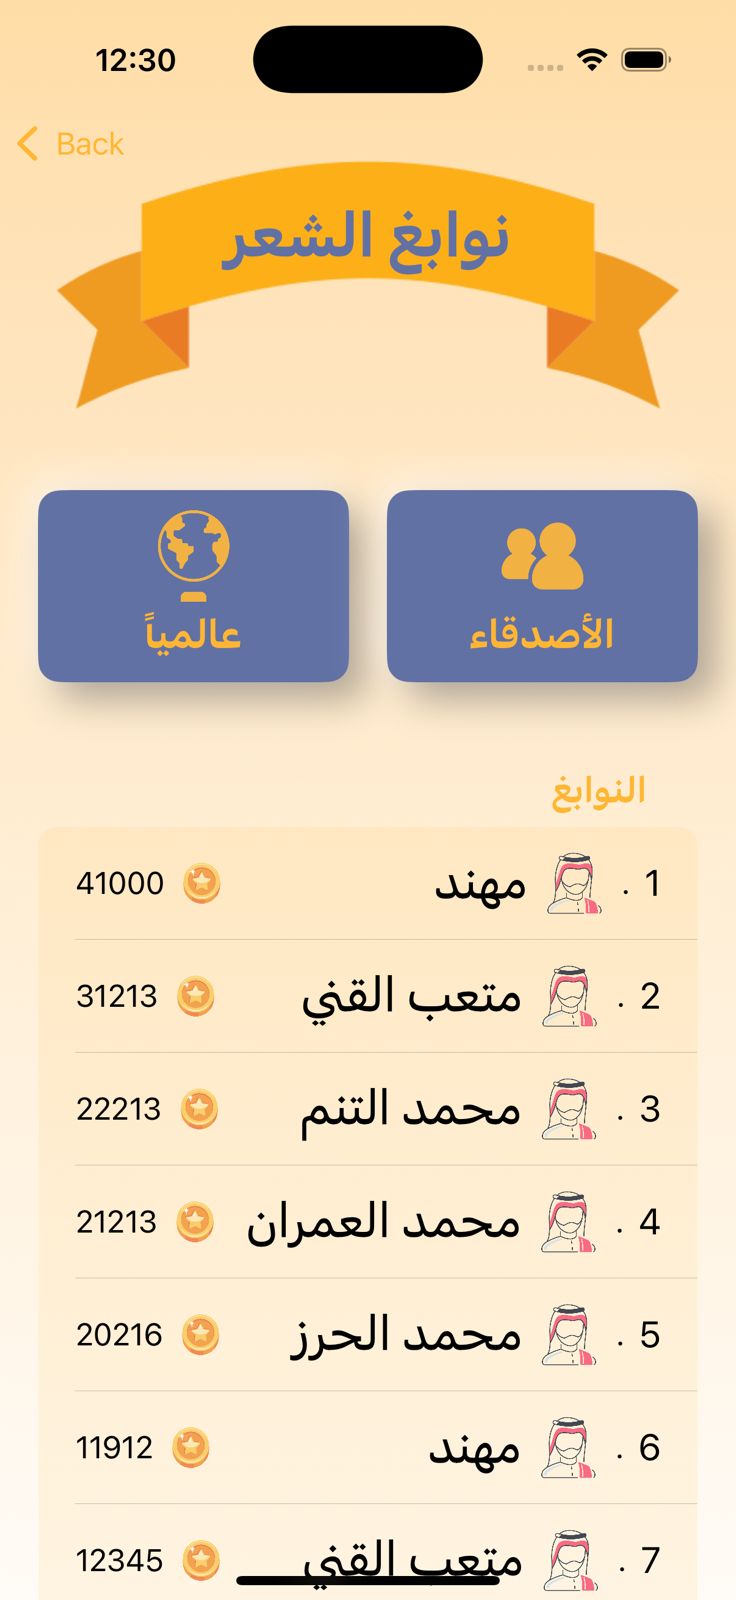 12:30
Back
نوابغ الشعر
الأصدقاء
عالمياً
النوابغ
1 . مهند 41000
2 . متعب القني 31213
3 . محمد التنم 22213
4 . محمد العمران 21213
5 . محمد الحرز 20216
6 . مهند 11912
7 . متعب القني 12345